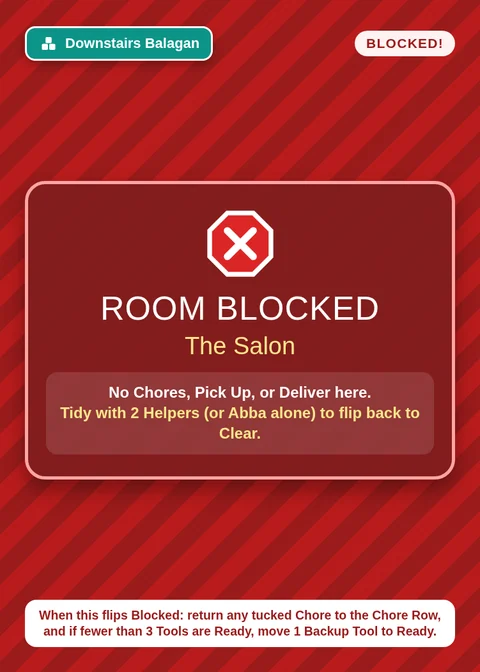 Downstairs Balagan
BLOCKED!
ROOM BLOCKED
The Salon
No Chores, Pick Up, or Deliver here.
Tidy with 2 Helpers (or Abba alone) to flip back to
Clear.
When this flips Blocked: return any tucked Chore to the Chore Row,
and if fewer than 3 Tools are Ready, move 1 Backup Tool to Ready.